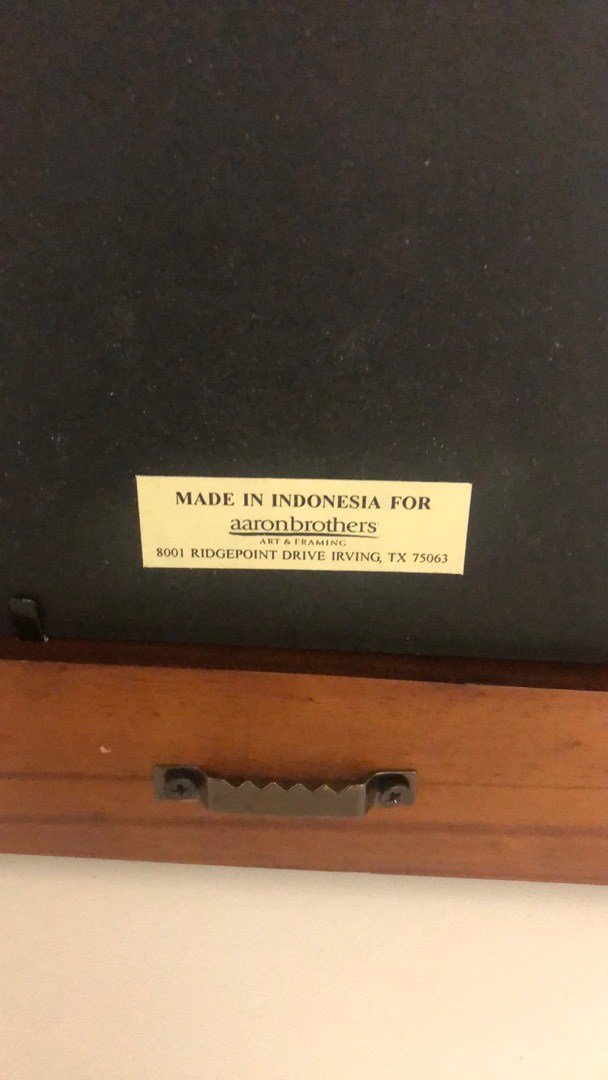 MADE IN INDONESIA FOR
aaronbrothers
ART & FRAMING
8001 RIDGEPOINT DRIVE IRVING, TX 75063